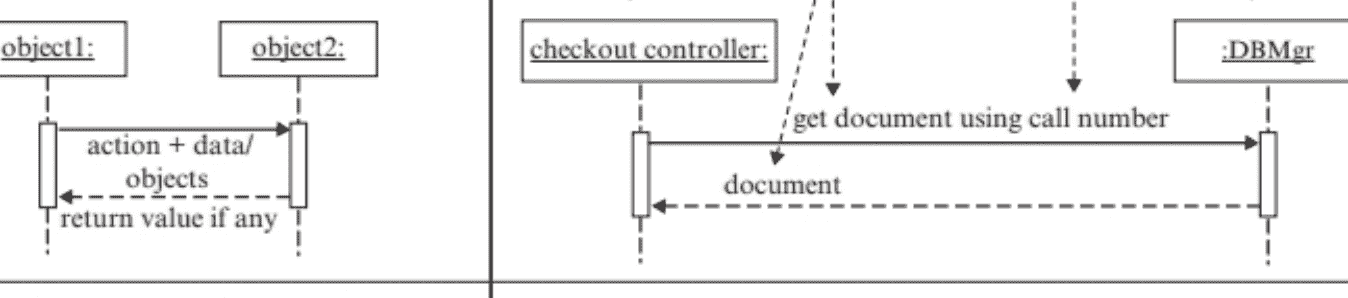 object1:
object2:
action + data/
objects
return value if any
checkout controller:
:DBMgr
get document using call number
document